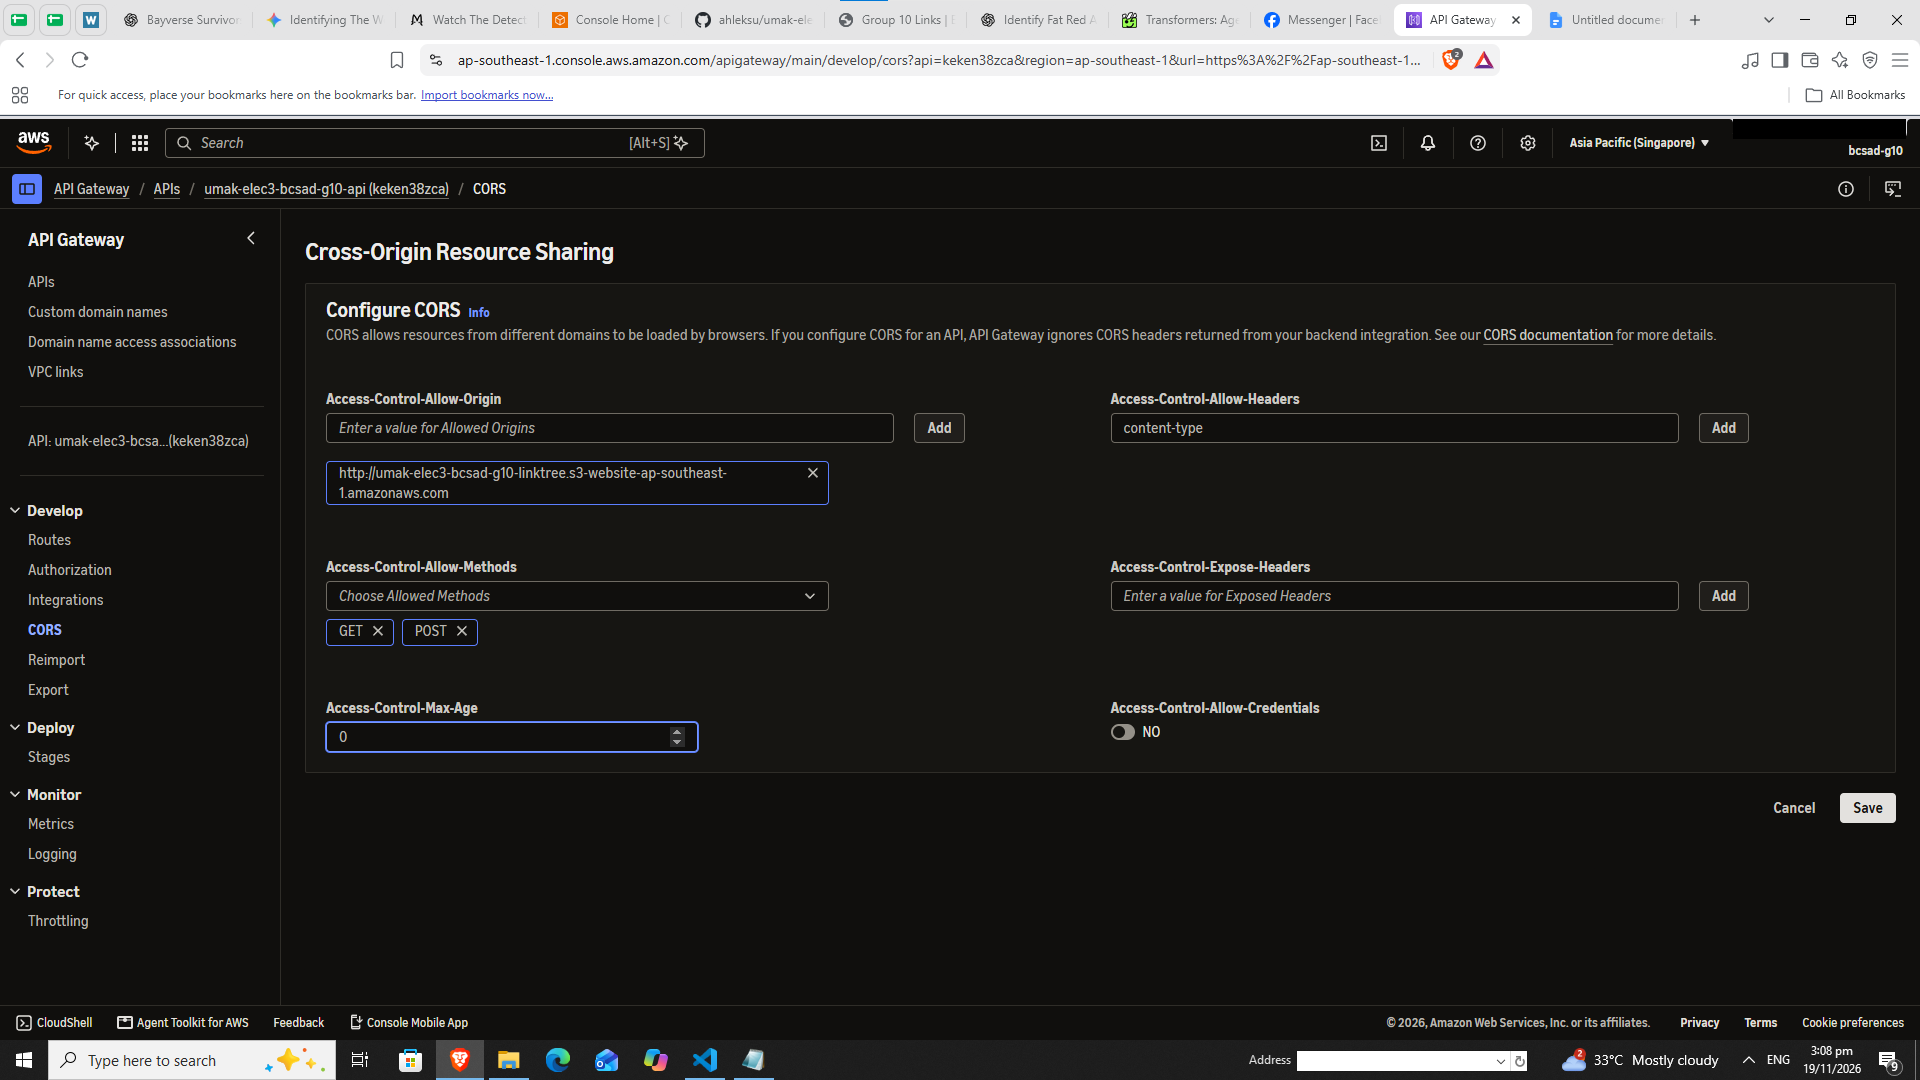 Bayverse Survivo
Identifying The W
Watch The Detect
Console Home | C
ahleksu/umak-ele
Group 10 Links | E
Identify Fat Red A
Transformers: Age
Messenger | Face
API Gateway
Untitled documen
ap-southeast-1.console.aws.amazon.com/apigateway/main/develop/cors?api=keken38zca&region=ap-southeast-1&url=https%3A%2F%2Fap-southeast-1...
2
For quick access, place your bookmarks here on the bookmarks bar. Import bookmarks now...
All Bookmarks
aws
Search
[Alt+S]
Asia Pacific (Singapore)
bcsad-g10
API Gateway / APIs / umak-elec3-bcsad-g10-api (keken38zca) / CORS
API Gateway
APIs
Custom domain names
Domain name access associations
VPC links
API: umak-elec3-bcsa...(keken38zca)
Develop
Routes
Authorization
Integrations
CORS
Reimport
Export
Deploy
Stages
Monitor
Metrics
Logging
Protect
Throttling
Cross-Origin Resource Sharing
Configure CORS Info
CORS allows resources from different domains to be loaded by browsers. If you configure CORS for an API, API Gateway ignores CORS headers returned from your backend integration. See our CORS documentation for more details.
Access-Control-Allow-Origin
Enter a value for Allowed Origins
Add
http://umak-elec3-bcsad-g10-linktree.s3-website-ap-southeast-
1.amazonaws.com
Access-Control-Allow-Headers
content-type
Add
Access-Control-Allow-Methods
Choose Allowed Methods
GET
POST
Access-Control-Expose-Headers
Enter a value for Exposed Headers
Add
Access-Control-Max-Age
0
Access-Control-Allow-Credentials
NO
Cancel
Save
CloudShell
Agent Toolkit for AWS
Feedback
Console Mobile App
© 2026, Amazon Web Services, Inc. or its affiliates.
Privacy
Terms
Cookie preferences
Type here to search
Address
2
33°C Mostly cloudy
ENG
3:08 pm
19/11/2026
9